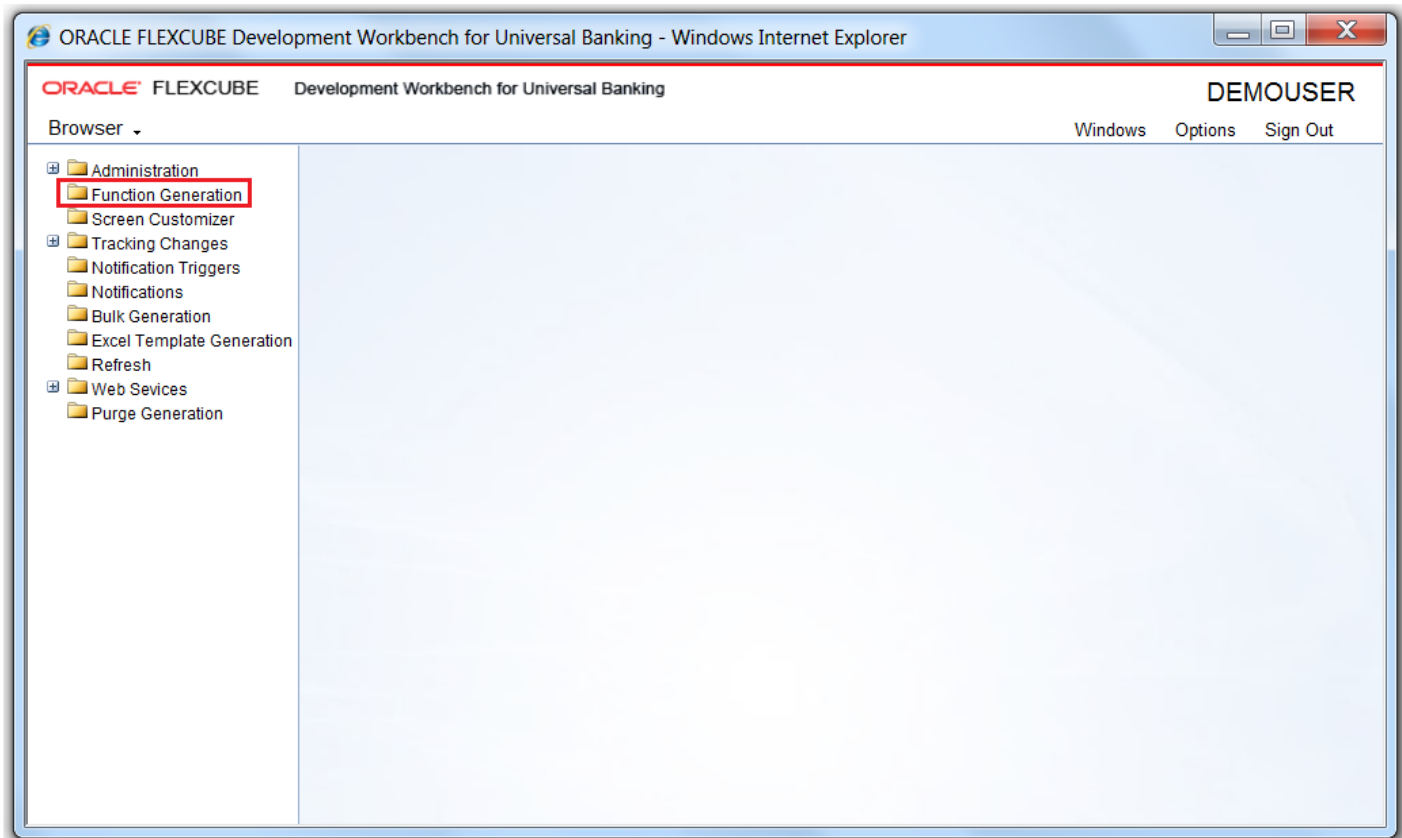 ORACLE FLEXCUBE Development Workbench for Universal Banking - Windows Internet Explorer
ORACLE FLEXCUBE Development Workbench for Universal Banking
DEMOUSER
Browser
Windows Options Sign Out
Administration
Function Generation
Screen Customizer
Tracking Changes
Notification Triggers
Notifications
Bulk Generation
Excel Template Generation
Refresh
Web Sevices
Purge Generation